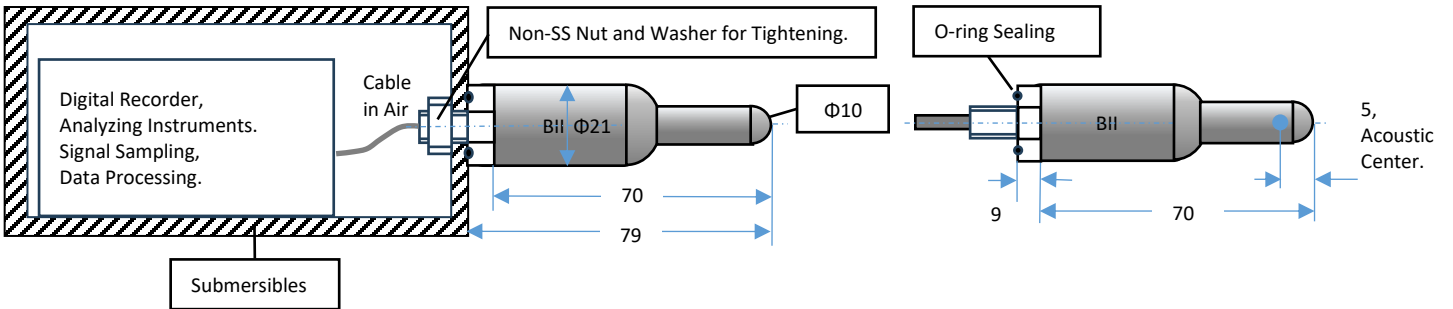 Non-SS Nut and Washer for Tightening.
O-ring Sealing
Digital Recorder,
Analyzing Instruments.
Signal Sampling,
Data Processing.
Cable
in Air
BII Φ21
Φ10
BII
5,
Acoustic
Center.
70
79
9
70
Submersibles